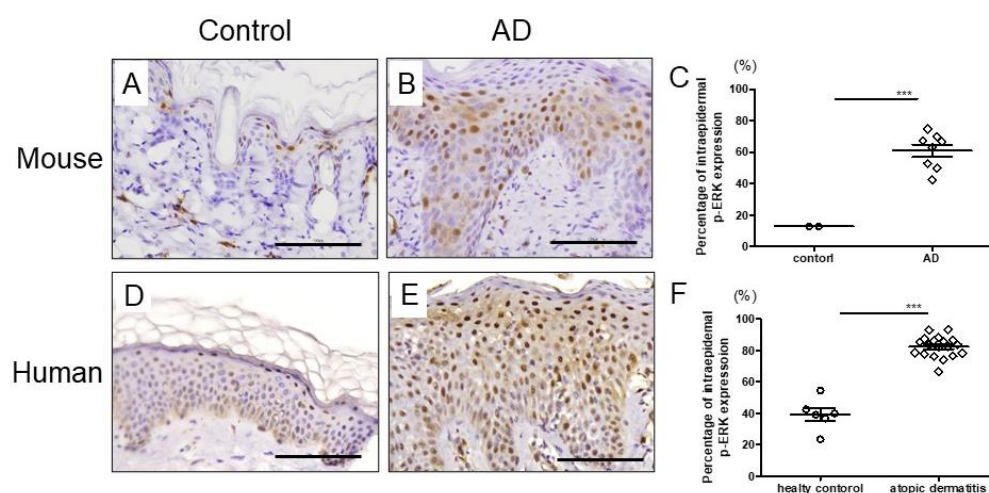 Control
AD
Mouse
Human
A
B
C
(%)
Percentage of intraepidermal
p-ERK expression
100
80
60
40
20
0
***
contorl
AD
D
E
F
(%)
Percentage of intraepidemal
p-ERK expressoion
100
80
60
40
20
0
***
healty contorol
atopic dermatitis